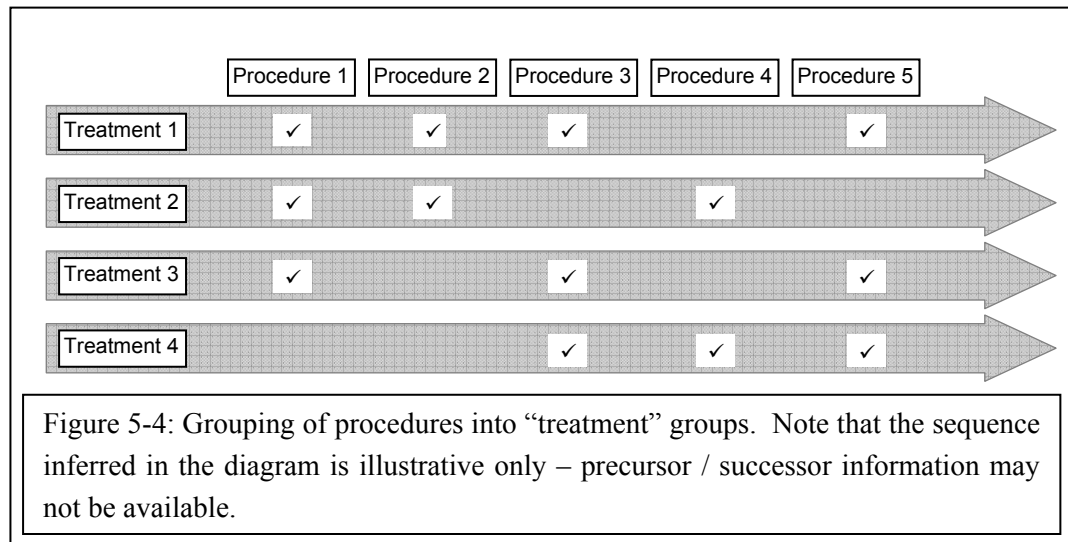 Procedure 1 Procedure 2 Procedure 3 Procedure 4 Procedure 5
Treatment 1 ✓ ✓ ✓ ✓
Treatment 2 ✓ ✓ ✓
Treatment 3 ✓ ✓ ✓
Treatment 4 ✓ ✓ ✓
Figure 5-4: Grouping of procedures into “treatment” groups. Note that the sequence
inferred in the diagram is illustrative only – precursor / successor information may
not be available.